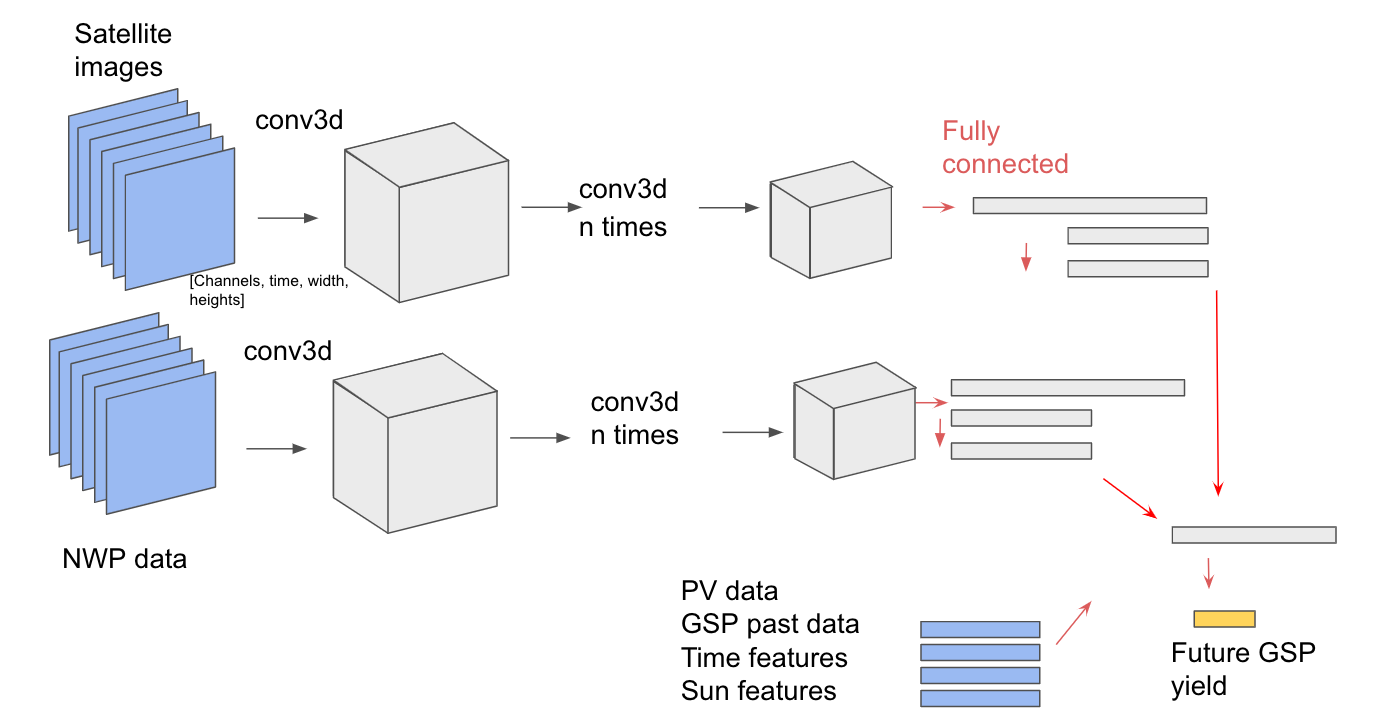 Satellite
images
conv3d
[Channels, time, width,
heights]
conv3d
n times
Fully
connected
conv3d
conv3d
n times
NWP data
PV data
GSP past data
Time features
Sun features
Future GSP
yield